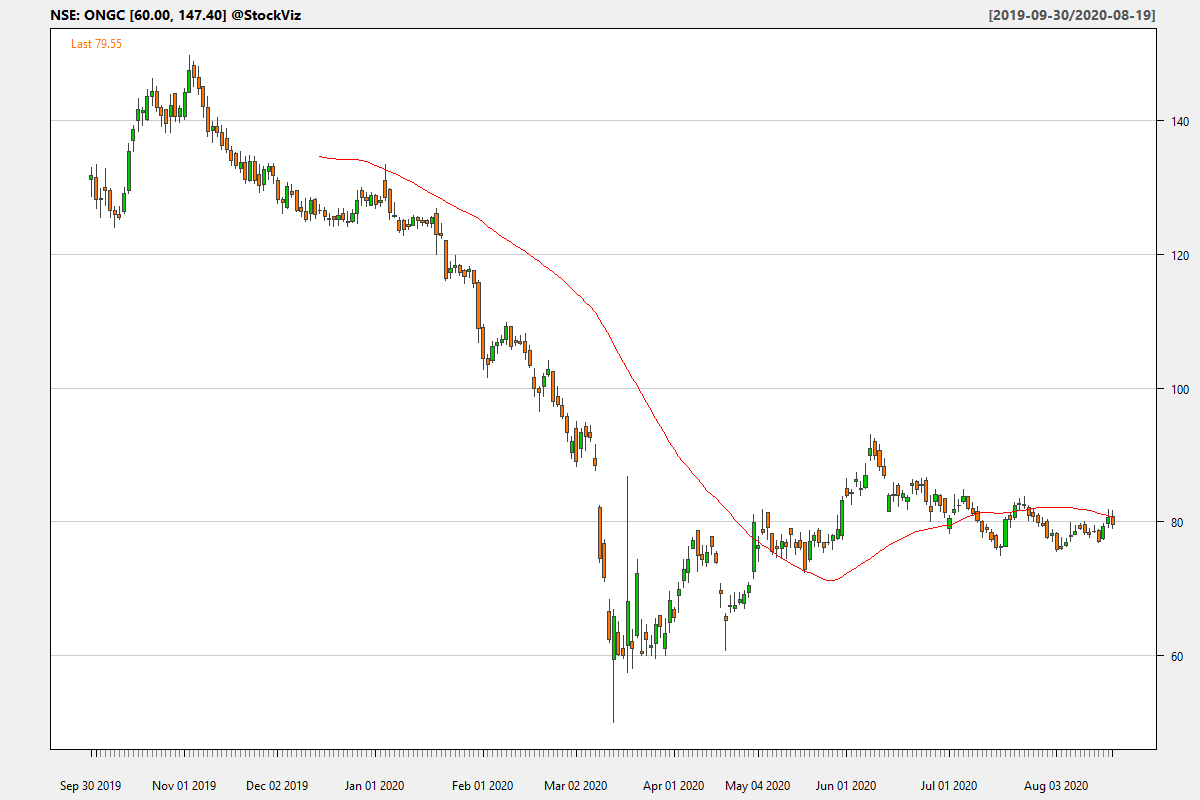 NSE: ONGC [60.00, 147.40] @StockViz [2019-09-30/2020-08-19]
Last 79.55
140
120
100
80
60
Sep 30 2019 Nov 01 2019 Dec 02 2019 Jan 01 2020 Feb 01 2020 Mar 02 2020 Apr 01 2020 May 04 2020 Jun 01 2020 Jul 01 2020 Aug 03 2020